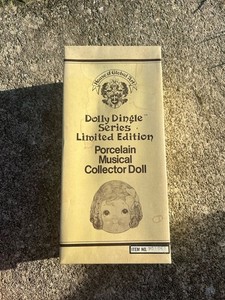 House of Global Art
Dolly Dingle
Series
Limited Edition
Porcelain
Musical
Collector Doll
ITEM NO.